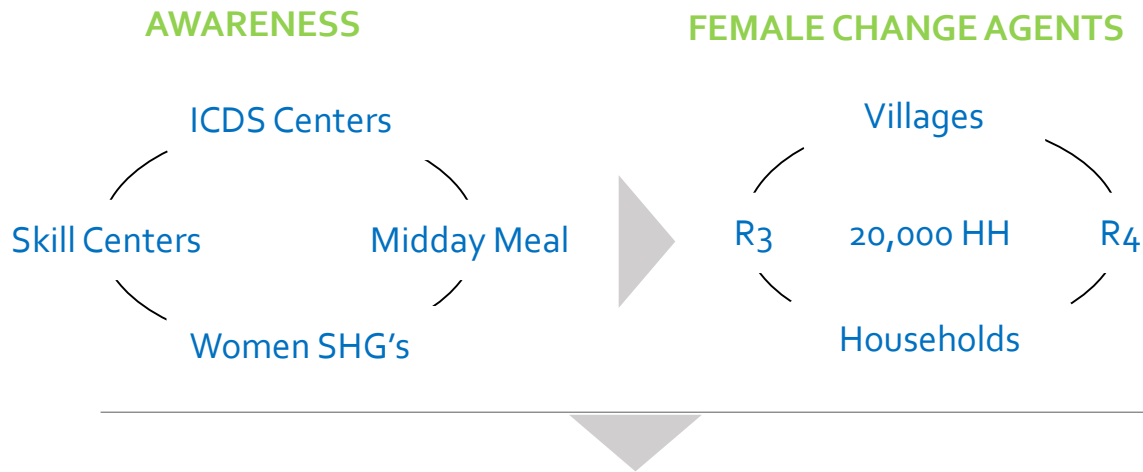 AWARENESS
FEMALE CHANGE AGENTS
ICDS Centers
Skill Centers
Midday Meal
Women SHG's
Villages
R3
20,000 HH
R4
Households